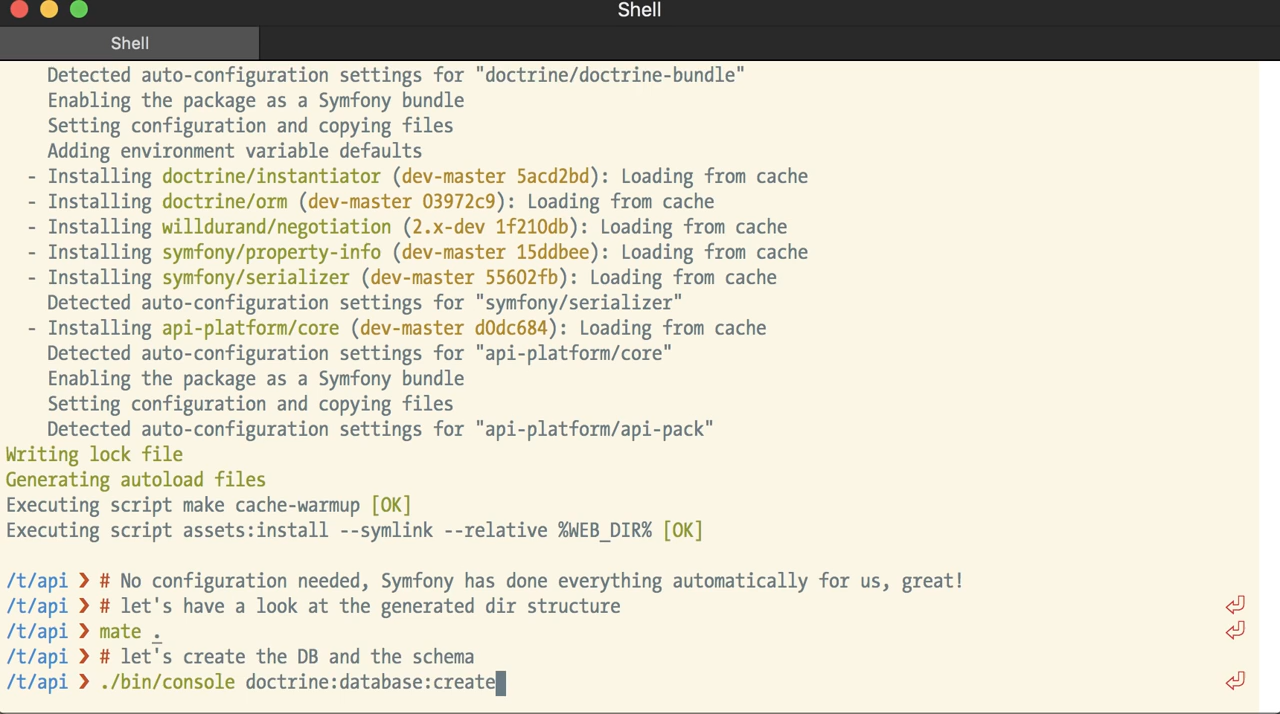 Shell
Shell
Detected auto-configuration settings for "doctrine/doctrine-bundle"
Enabling the package as a Symfony bundle
Setting configuration and copying files
Adding environment variable defaults
- Installing doctrine/instantiator (dev-master 5acd2bd): Loading from cache
- Installing doctrine/orm (dev-master 03972c9): Loading from cache
- Installing willdurand/negotiation (2.x-dev 1f210db): Loading from cache
- Installing symfony/property-info (dev-master 15ddbee): Loading from cache
- Installing symfony/serializer (dev-master 55602fb): Loading from cache
Detected auto-configuration settings for "symfony/serializer"
- Installing api-platform/core (dev-master d0dc684): Loading from cache
Detected auto-configuration settings for "api-platform/core"
Enabling the package as a Symfony bundle
Setting configuration and copying files
Detected auto-configuration settings for "api-platform/api-pack"
Writing lock file
Generating autoload files
Executing script make cache-warmup [OK]
Executing script assets:install --symlink --relative %WEB_DIR% [OK]
/t/api ❯ # No configuration needed, Symfony has done everything automatically for us, great!
/t/api ❯ # let's have a look at the generated dir structure
/t/api ❯ mate .
/t/api ❯ # let's create the DB and the schema
/t/api ❯ ./bin/console doctrine:database:create